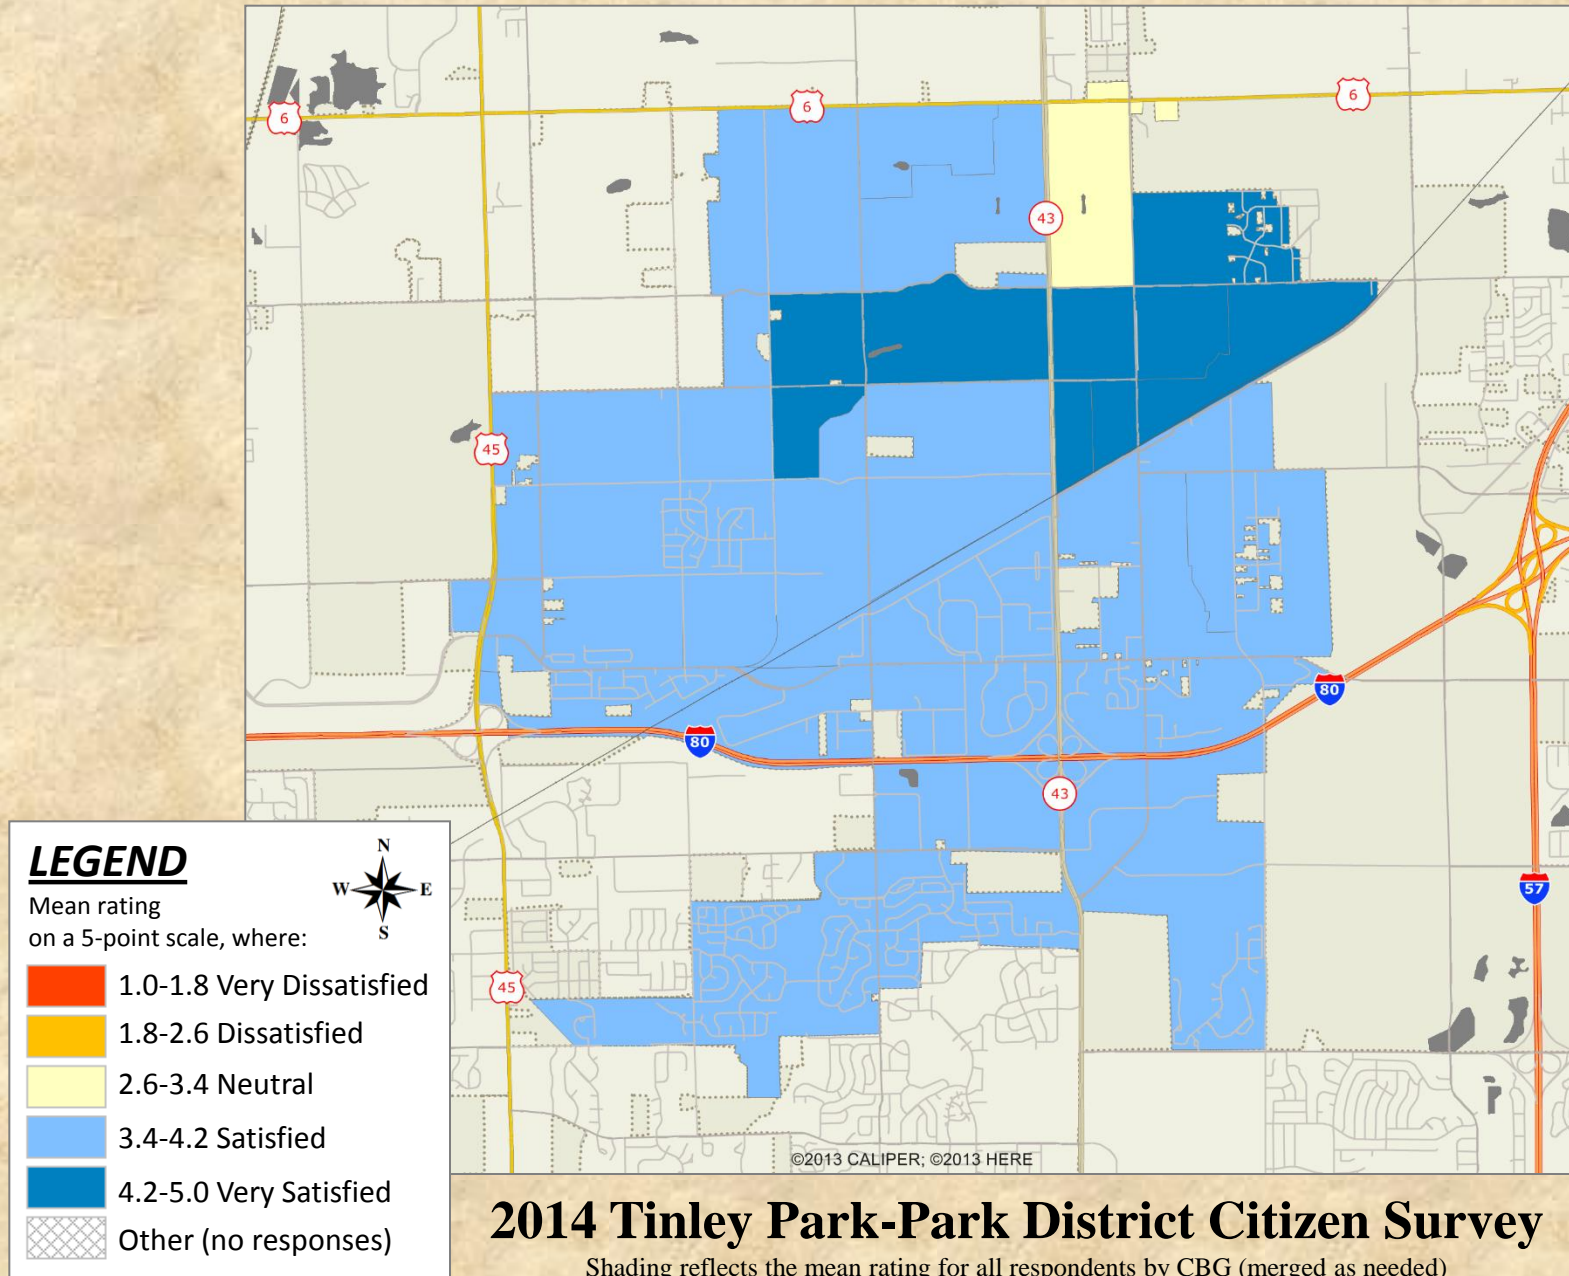 6
6
6
43
45
80
80
43
57
45
©2013 CALIPER; ©2013 HERE
LEGEND
N
W E
S
Mean rating
on a 5-point scale, where:
1.0-1.8 Very Dissatisfied
1.8-2.6 Dissatisfied
2.6-3.4 Neutral
3.4-4.2 Satisfied
4.2-5.0 Very Satisfied
Other (no responses)
2014 Tinley Park-Park District Citizen Survey
Shading reflects the mean rating for all respondents by CBG (merged as needed)